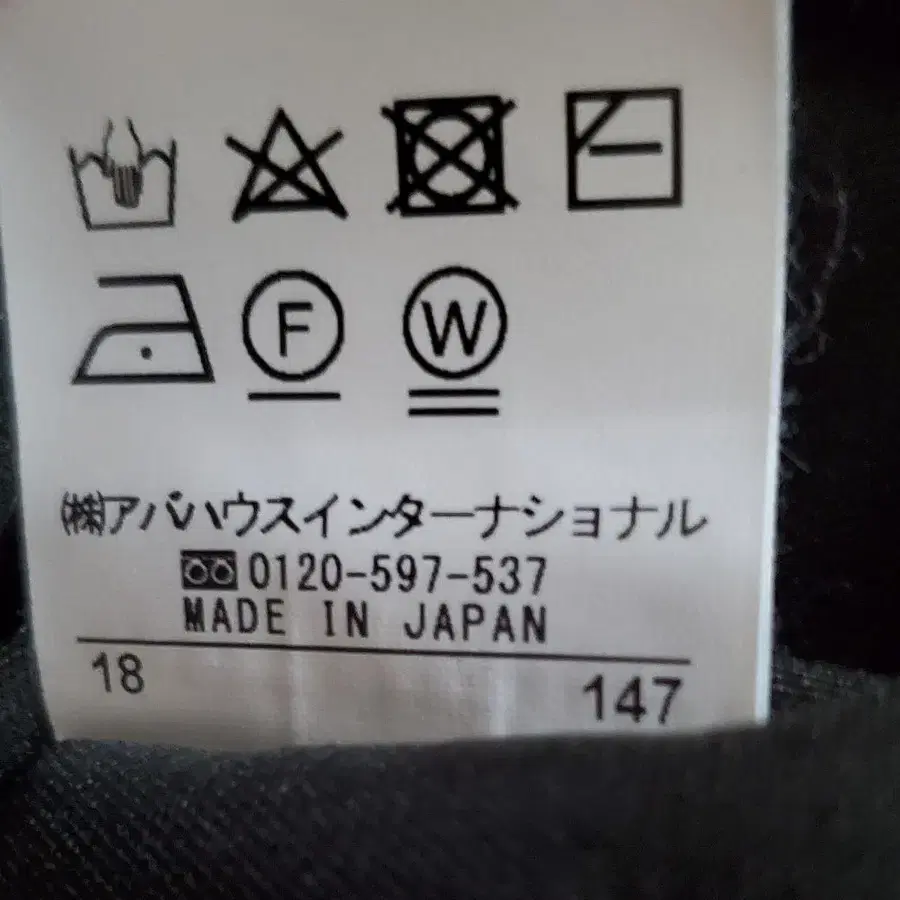 F W
㈱アバハウスインターナショナル
0120-597-537
MADE IN JAPAN
18 147